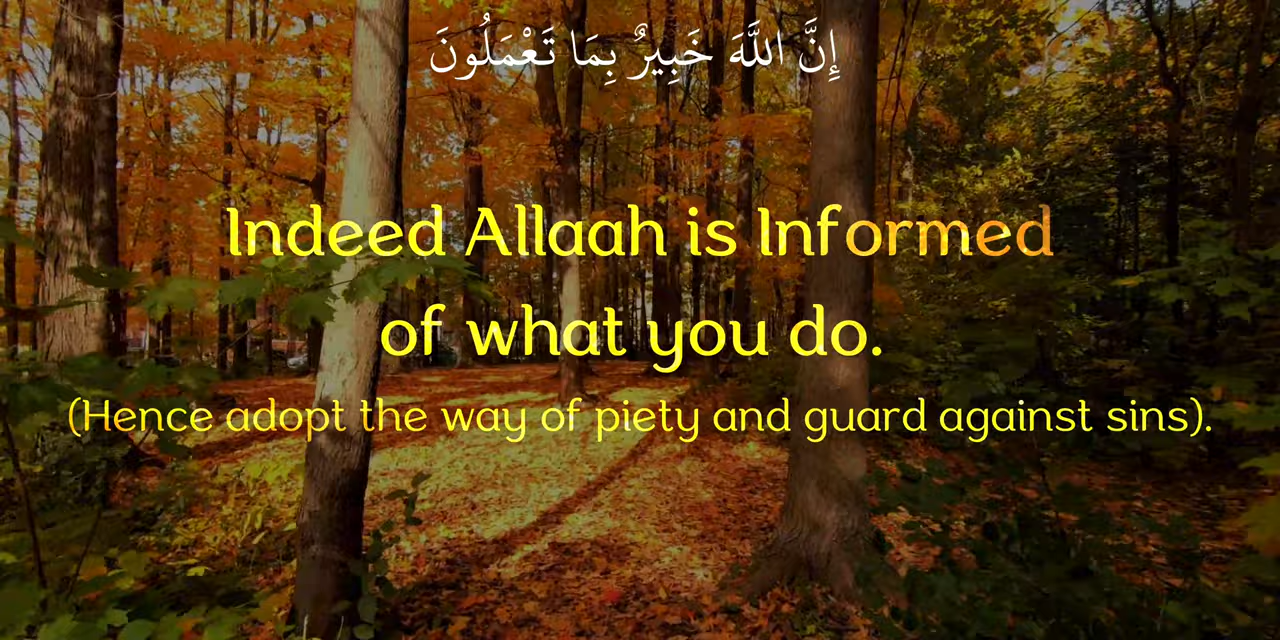 إِنَّ اللَّهَ خَبِيرٌ بِمَا تَعْمَلُونَ
Indeed Allaah is Informed
of what you do.
(Hence adopt the way of piety and guard against sins).